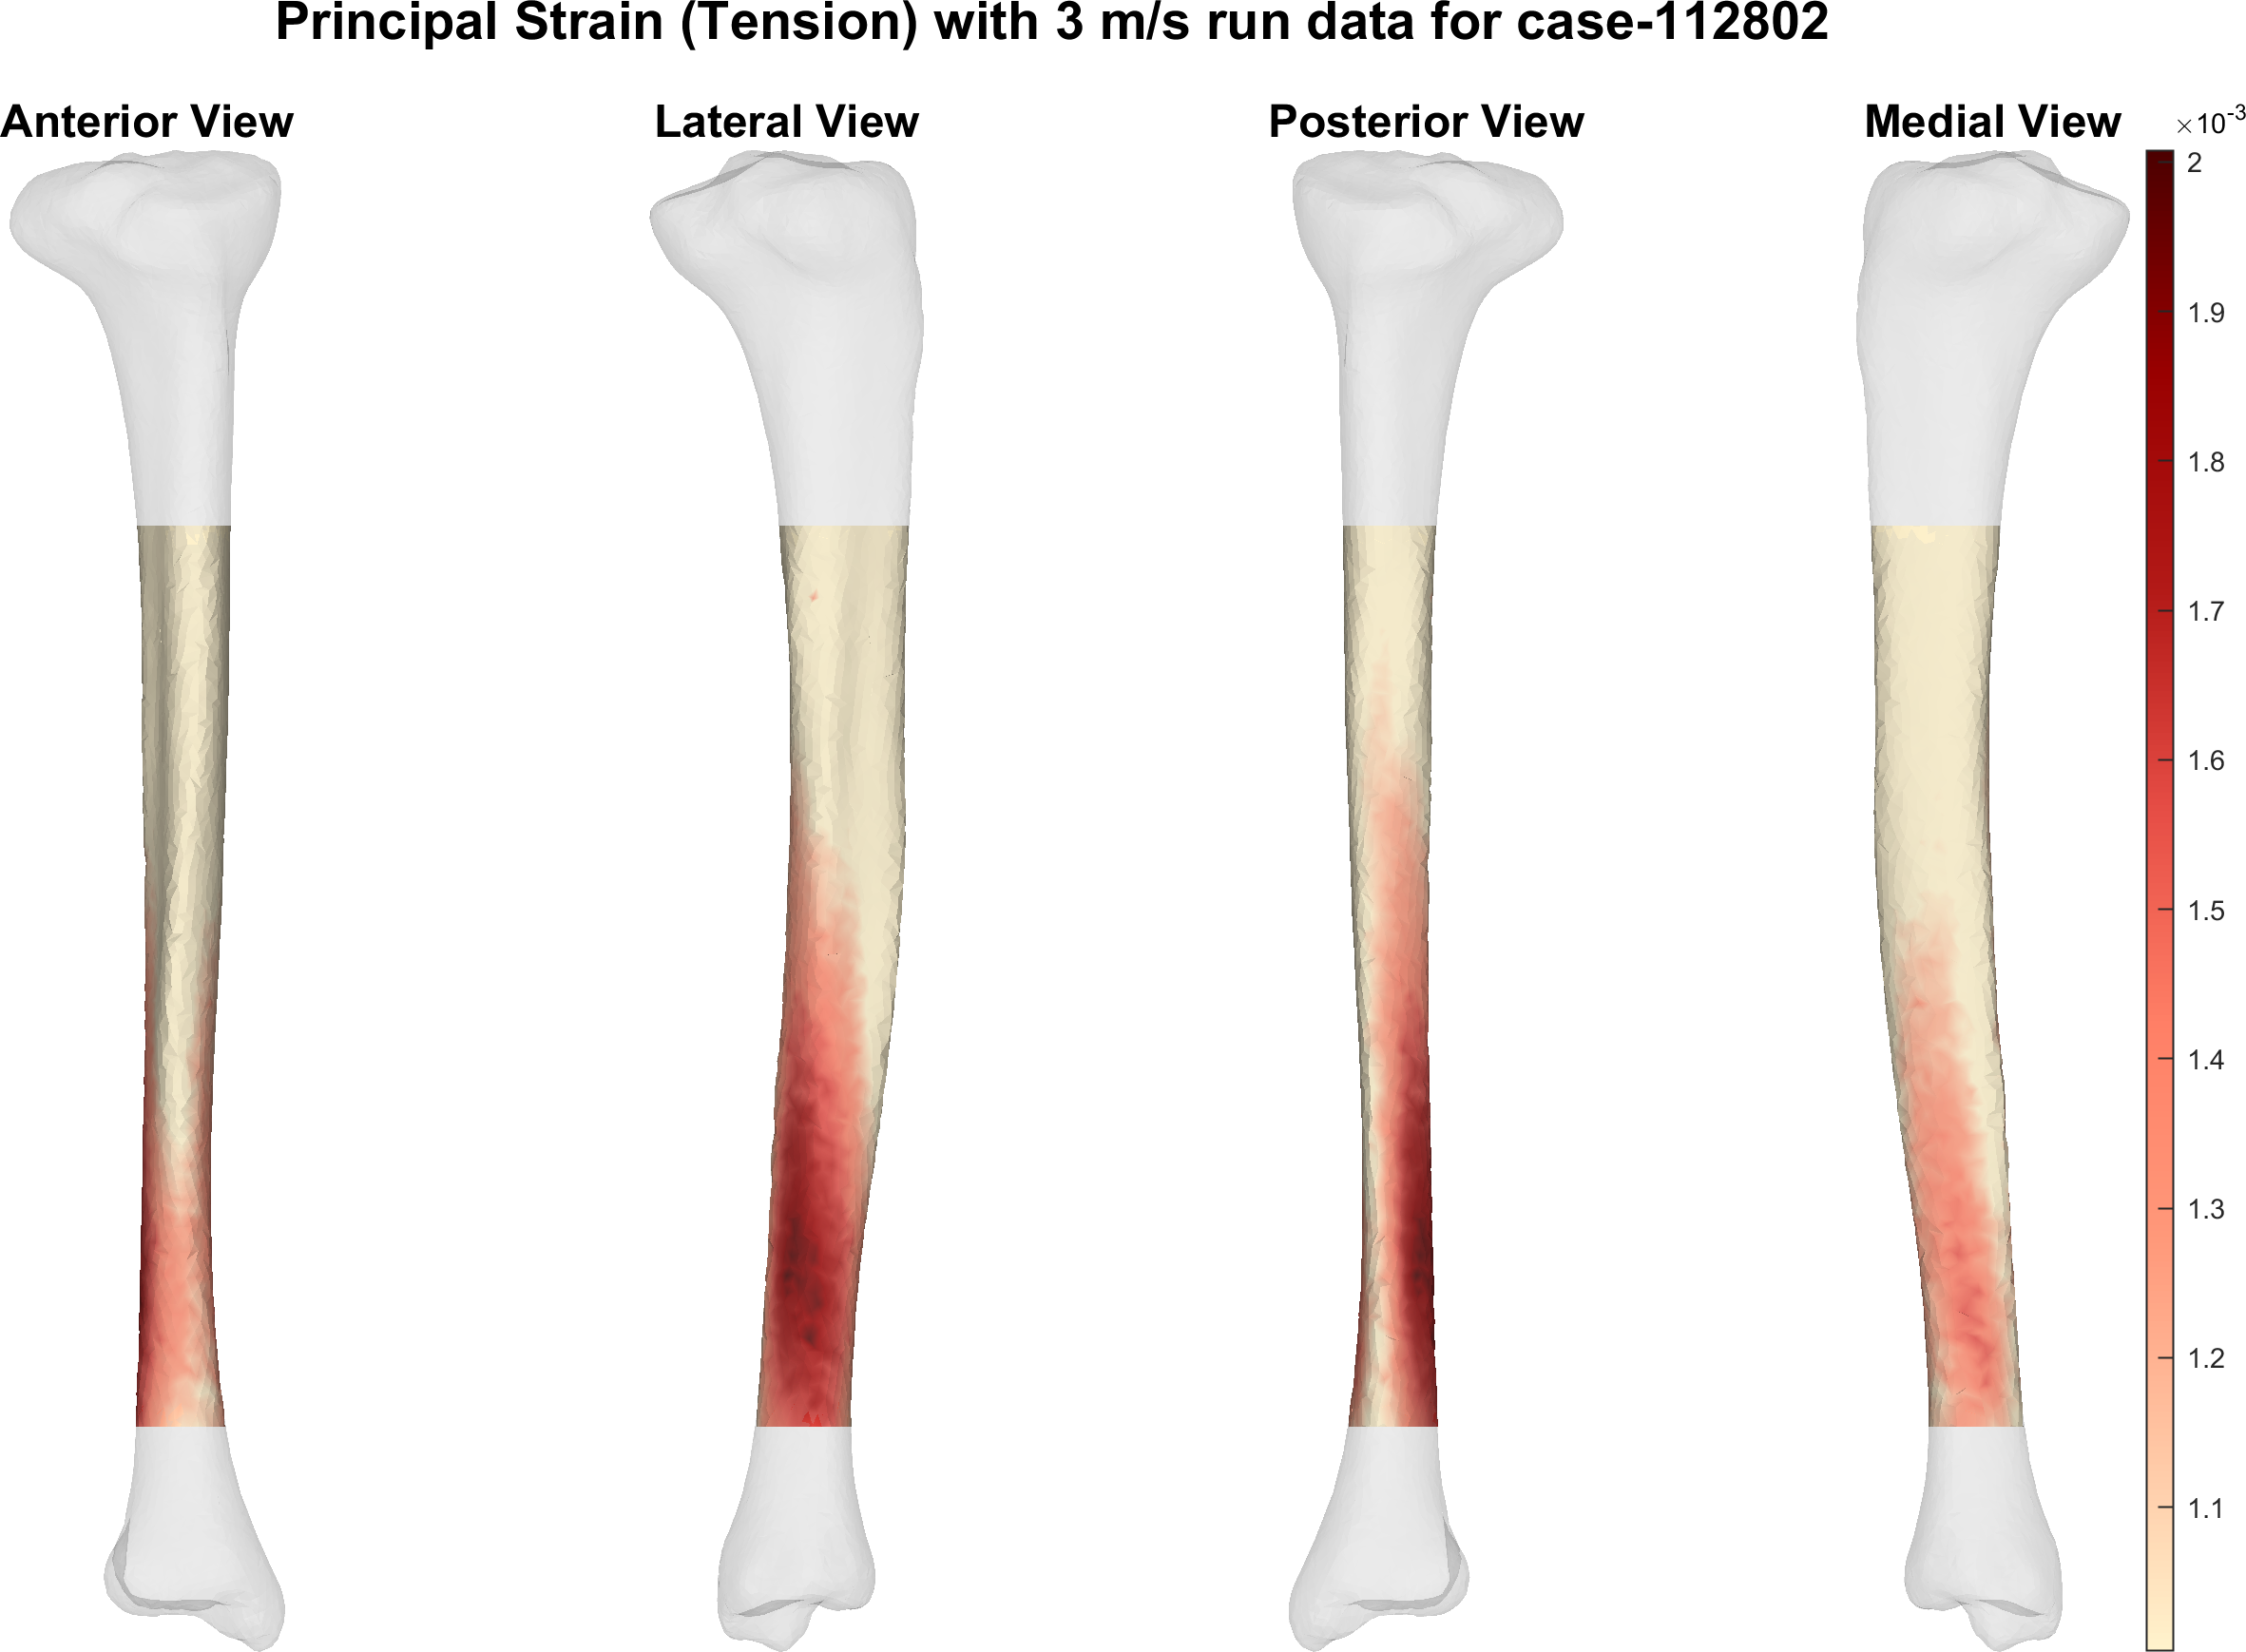 Principal Strain (Tension) with 3 m/s run data for case-112802
Anterior View
Lateral View
Posterior View
Medial View
×10-3
2
1.9
1.8
1.7
1.6
1.5
1.4
1.3
1.2
1.1